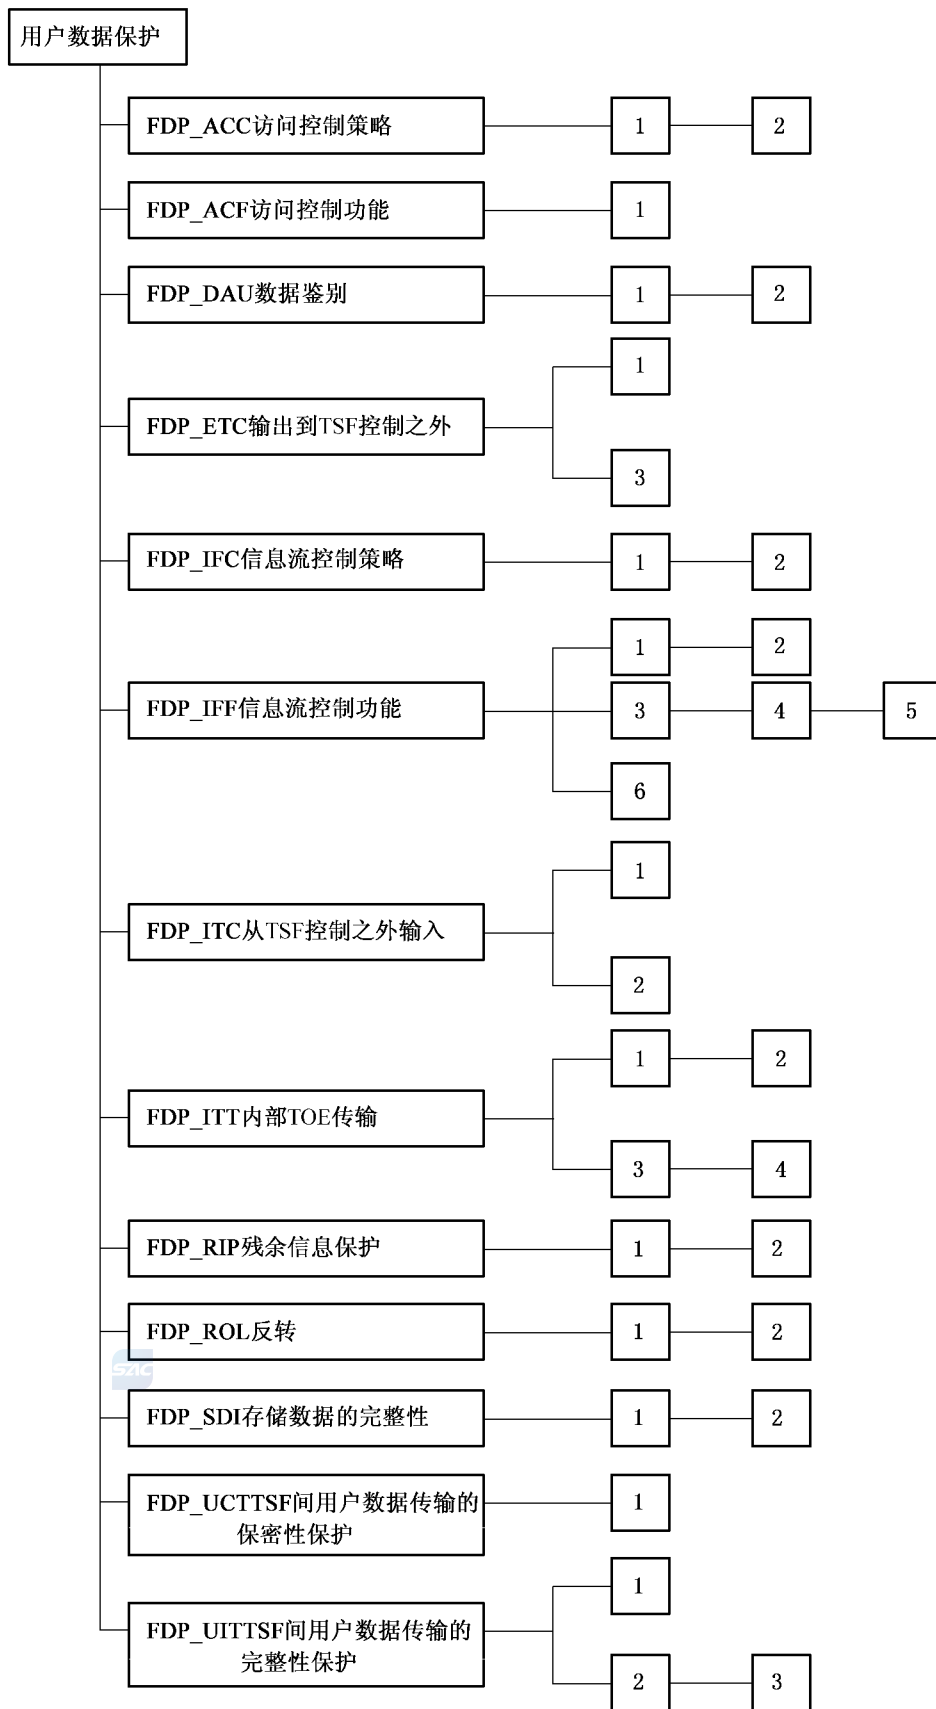 用户数据保护
FDP_ACC访问控制策略 1 2
FDP_ACF访问控制功能 1
FDP_DAU数据鉴别 1 2
1
FDP_ETC输出到TSF控制之外
3
FDP_IFC信息流控制策略 1 2
1 2
FDP_IFF信息流控制功能 3 4 5
6
1
FDP_ITC从TSF控制之外输入
2
1 2
FDP_ITT内部TOE传输
3 4
FDP_RIP残余信息保护 1 2
FDP_ROL反转 1 2
SZIC
FDP_SDI存储数据的完整性 1 2
FDP_UCTTSF间用户数据传输的 1
保密性保护
1
FDP_UITTSF间用户数据传输的
完整性保护
2 3